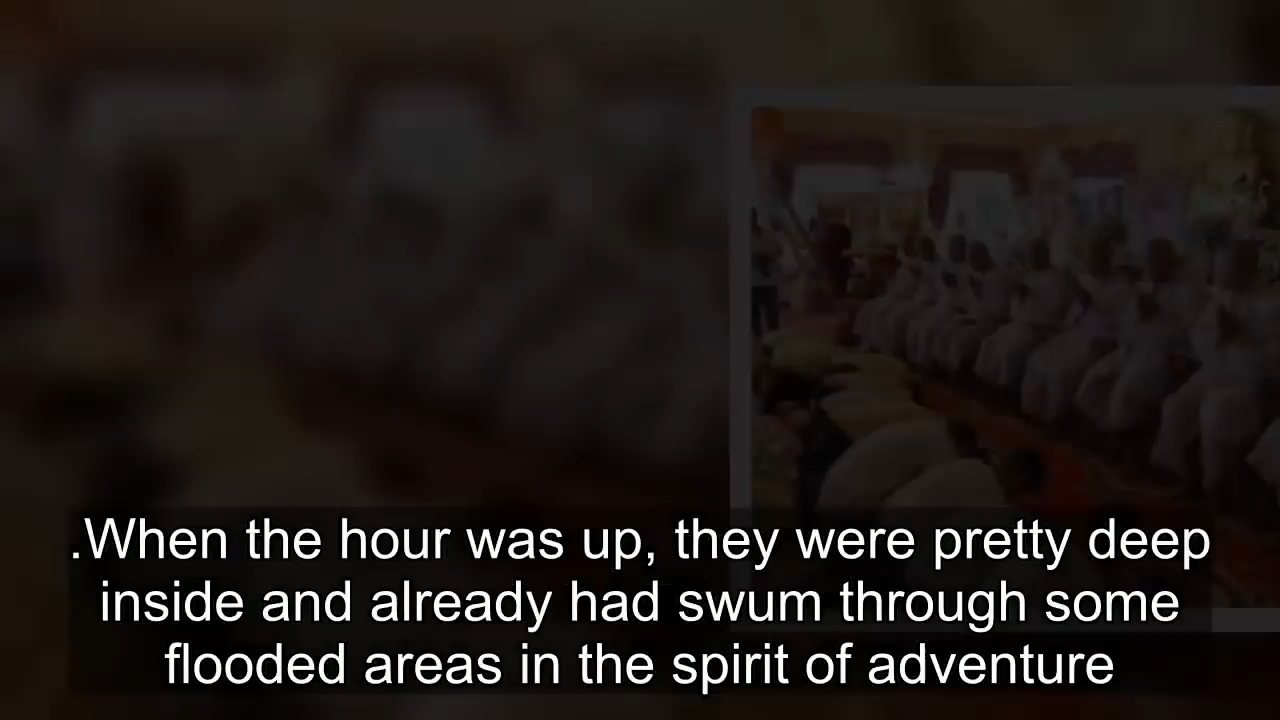 .When the hour was up, they were pretty deep
inside and already had swum through some
flooded areas in the spirit of adventure